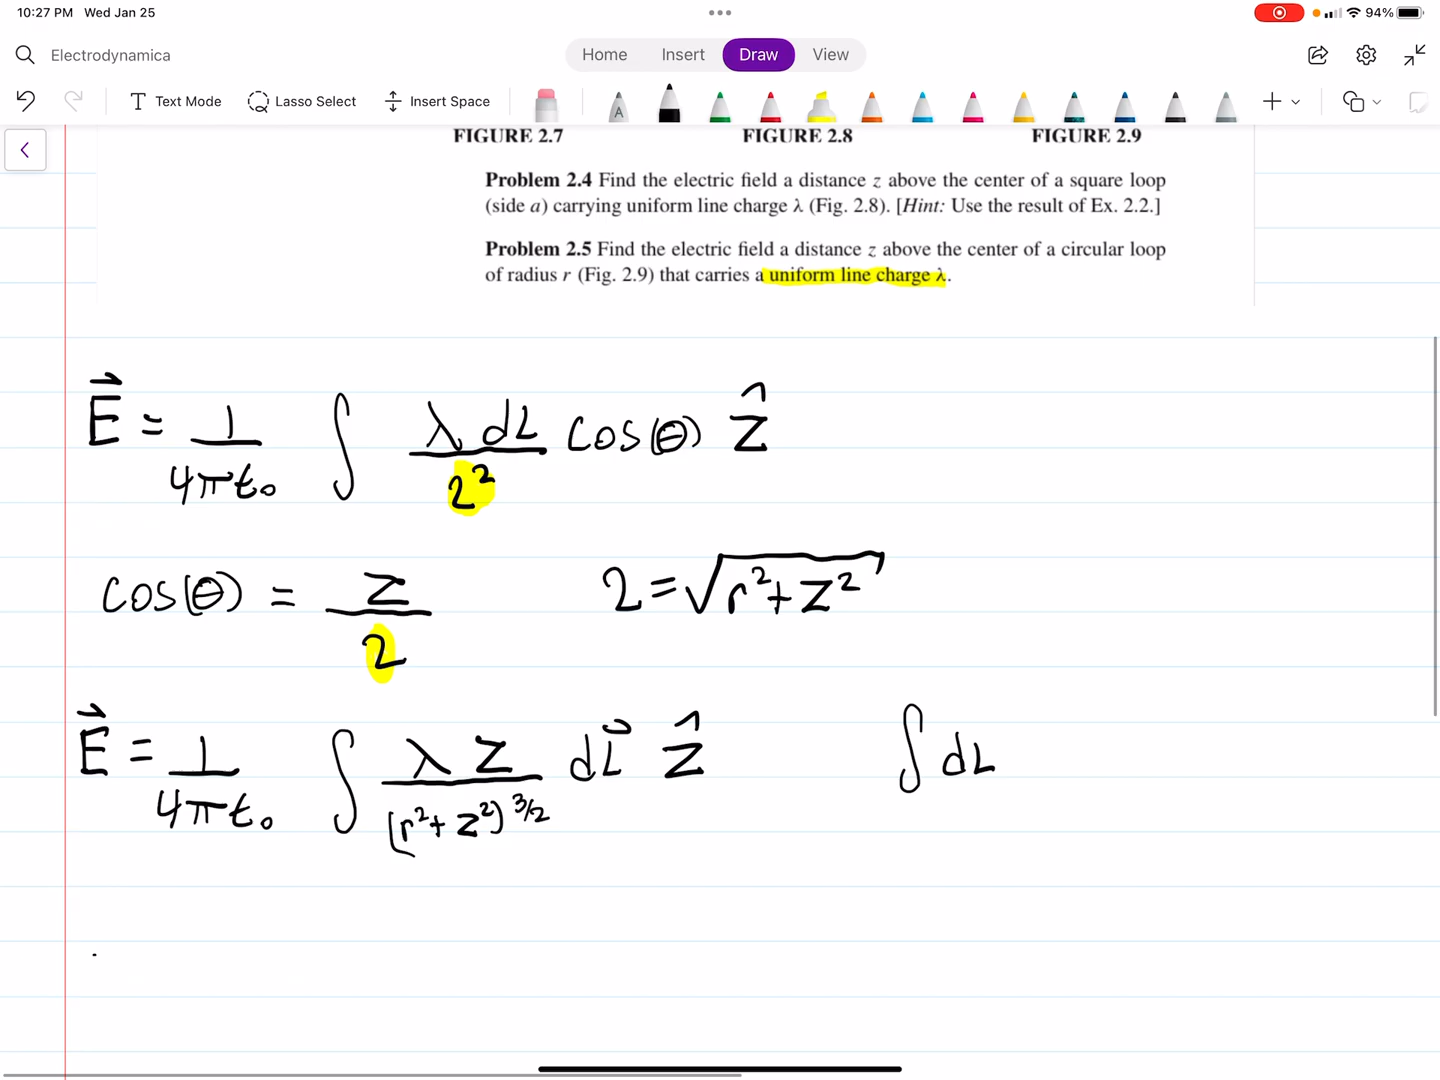 10:27 PM Wed Jan 25
94%
Electrodynamica
Home Insert Draw View
Text Mode Lasso Select Insert Space
A
FIGURE 2.7 FIGURE 2.8 FIGURE 2.9
Problem 2.4 Find the electric field a distance z above the center of a square loop
(side a) carrying uniform line charge λ (Fig. 2.8). [Hint: Use the result of Ex. 2.2.]
Problem 2.5 Find the electric field a distance z above the center of a circular loop
of radius r (Fig. 2.9) that carries a uniform line charge λ.
E⃗ = 1/(4πε₀) ∫ λ dL/2² cos(θ) ẑ
cos(θ) = z/2 2 = √(r² + z²)
E⃗ = 1/(4πε₀) ∫ λ z/(r² + z²)^3/2 dL⃗ ẑ ∫ dL